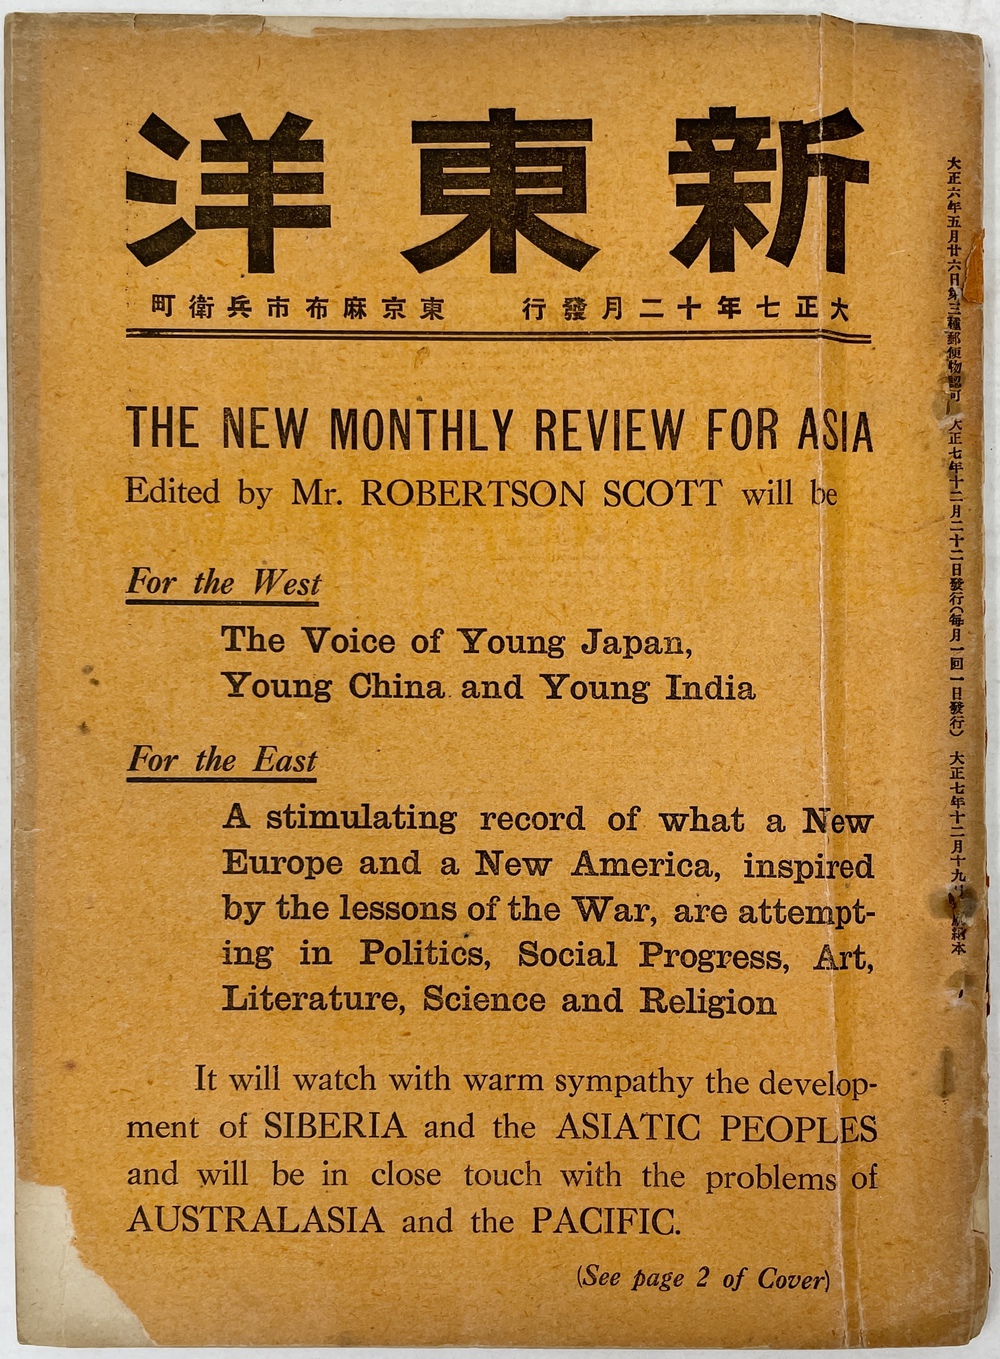 新東洋
大正七年十二月發行 東京麻布市兵衛町
THE NEW MONTHLY REVIEW FOR ASIA
Edited by Mr. ROBERTSON SCOTT will be
For the West
The Voice of Young Japan,
Young China and Young India
For the East
A stimulating record of what a New
Europe and a New America, inspired
by the lessons of the War, are attempt-
ing in Politics, Social Progress, Art,
Literature, Science and Religion
It will watch with warm sympathy the develop-
ment of SIBERIA and the ASIATIC PEOPLES
and will be in close touch with the problems of
AUSTRALASIA and the PACIFIC.
(See page 2 of Cover)
大正六年五月廿六日第三種郵便物認可 大正七年十二月二十二日發行(每月一回一日發行) 大正七年十二月十九日納本